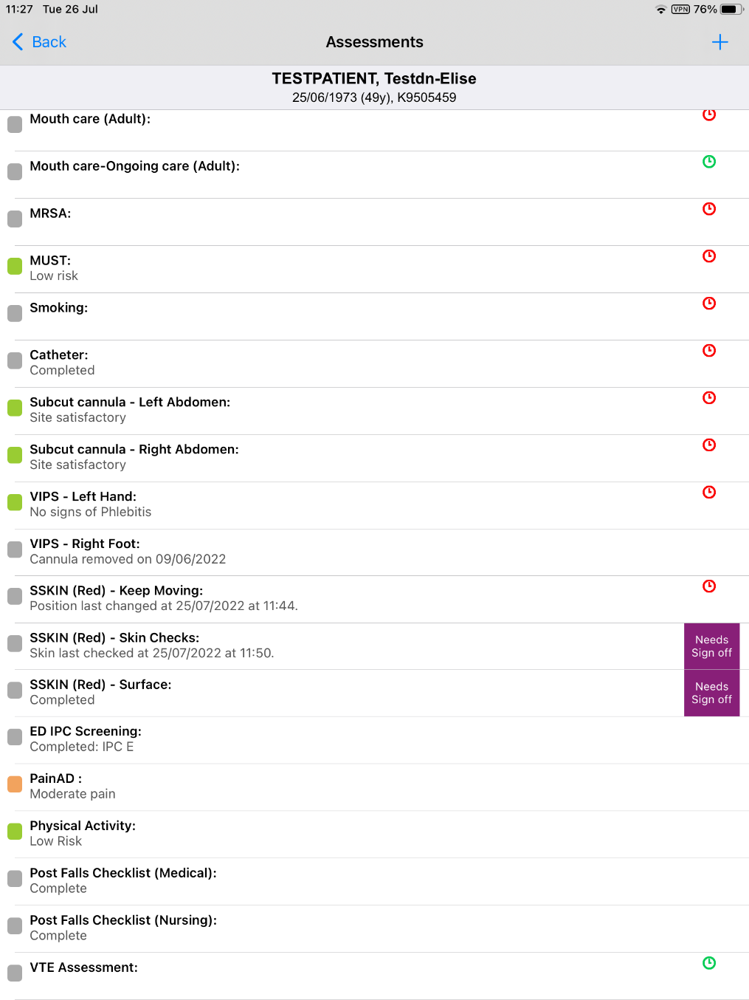 11:27 Tue 26 Jul VPN 76%
Back Assessments +
TESTPATIENT, Testdn-Elise
25/06/1973 (49y), K9505459
Mouth care (Adult):
Mouth care-Ongoing care (Adult):
MRSA:
MUST:
Low risk
Smoking:
Catheter:
Completed
Subcut cannula - Left Abdomen:
Site satisfactory
Subcut cannula - Right Abdomen:
Site satisfactory
VIPS - Left Hand:
No signs of Phlebitis
VIPS - Right Foot:
Cannula removed on 09/06/2022
SSKIN (Red) - Keep Moving:
Position last changed at 25/07/2022 at 11:44.
SSKIN (Red) - Skin Checks:
Skin last checked at 25/07/2022 at 11:50.
Needs
Sign off
SSKIN (Red) - Surface:
Completed
Needs
Sign off
ED IPC Screening:
Completed: IPC E
PainAD :
Moderate pain
Physical Activity:
Low Risk
Post Falls Checklist (Medical):
Complete
Post Falls Checklist (Nursing):
Complete
VTE Assessment: